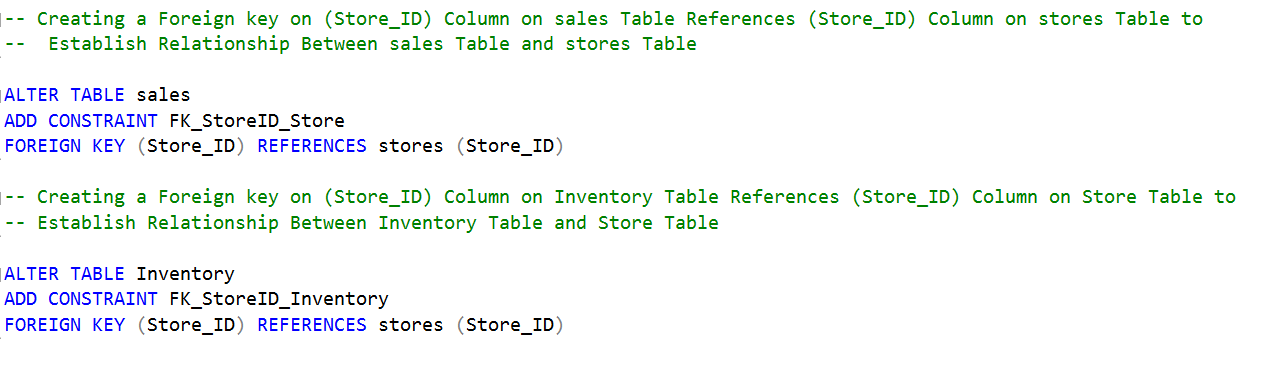 -- Creating a Foreign key on (Store_ID) Column on sales Table References (Store_ID) Column on stores Table to
--  Establish Relationship Between sales Table and stores Table
ALTER TABLE sales
ADD CONSTRAINT FK_StoreID_Store
FOREIGN KEY (Store_ID) REFERENCES stores (Store_ID)
-- Creating a Foreign key on (Store_ID) Column on Inventory Table References (Store_ID) Column on Store Table to
-- Establish Relationship Between Inventory Table and Store Table
ALTER TABLE Inventory
ADD CONSTRAINT FK_StoreID_Inventory
FOREIGN KEY (Store_ID) REFERENCES stores (Store_ID)